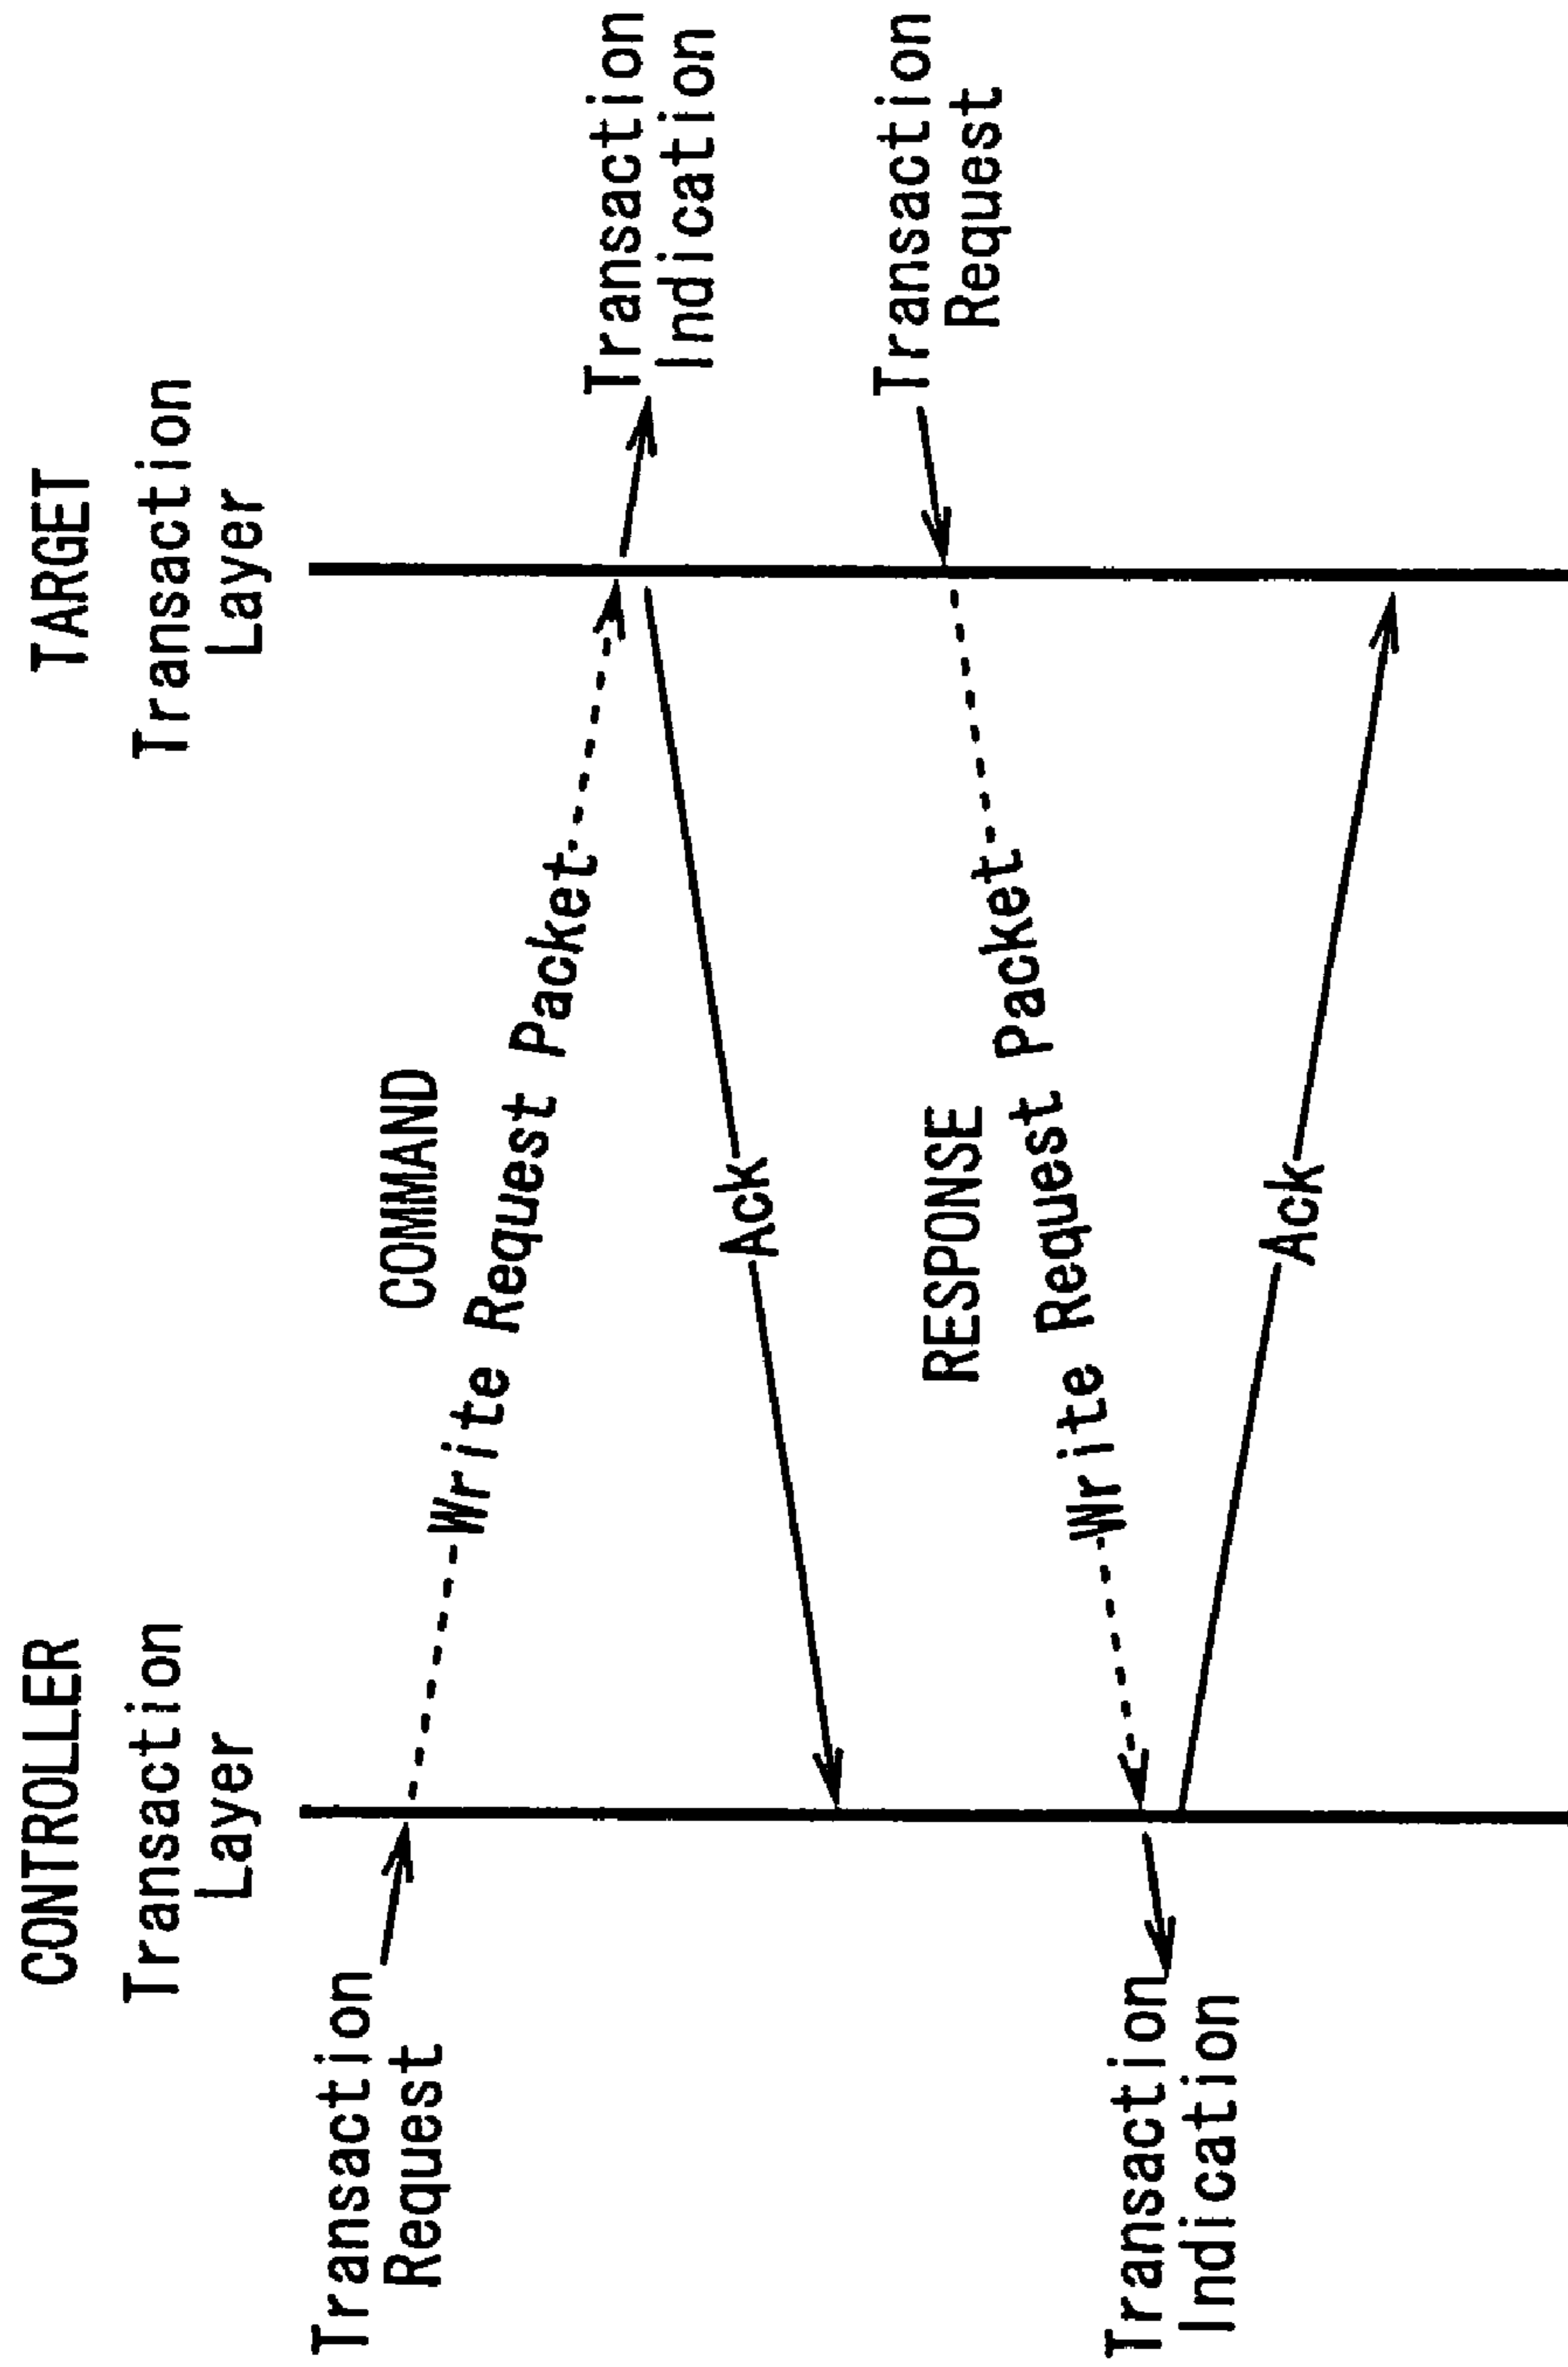 CONTROLLER
Transaction
Layer
TARGET
Transaction
Layer
Transaction
Request
COMMAND
Write Request Packet
Transaction
Indication
Ack
Transaction
Request
RESPONSE
Write Request Packet
Transaction
Indication
Ack